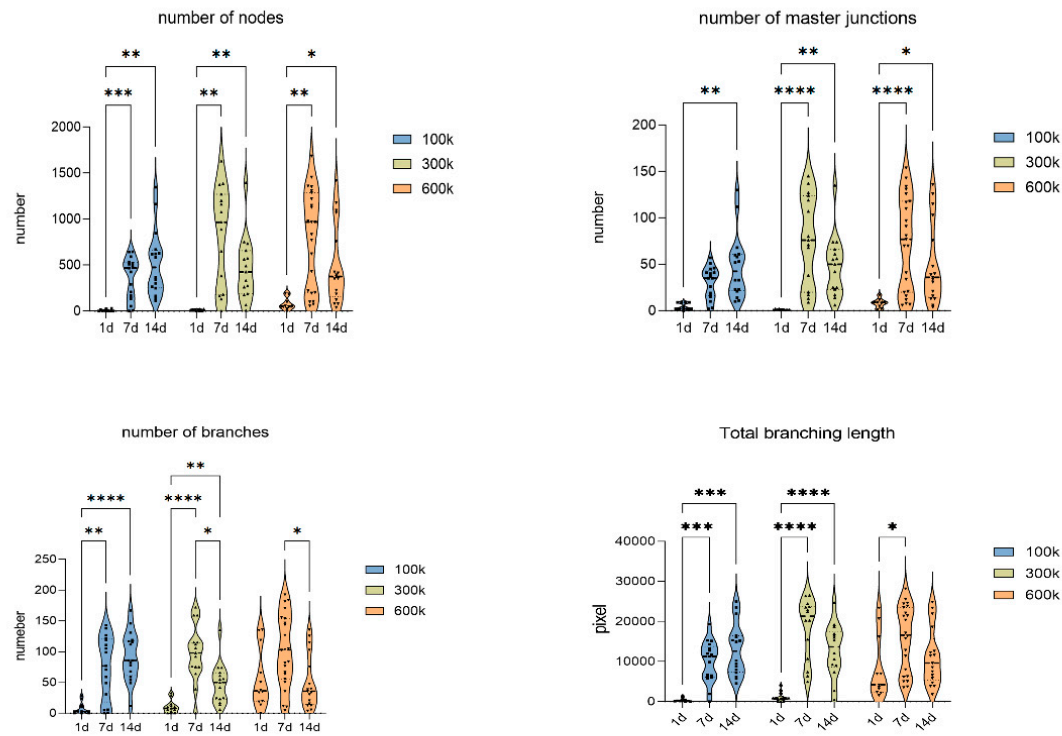 number of nodes
** ** *
*** ** **
2000
1500
1000
500
0
number
1d 7d 14d 1d 7d 14d 1d 7d 14d
100k
300k
600k
number of master junctions
** *
** **** ****
200
150
100
50
0
number
1d 7d 14d 1d 7d 14d 1d 7d 14d
100k
300k
600k
number of branches
**
**** ****
** * *
250
200
150
100
50
0
numeber
1d 7d 14d 1d 7d 14d 1d 7d 14d
100k
300k
600k
Total branching length
*** ****
*** **** *
40000
30000
20000
10000
0
pixel
1d 7d 14d 1d 7d 14d 1d 7d 14d
100k
300k
600k